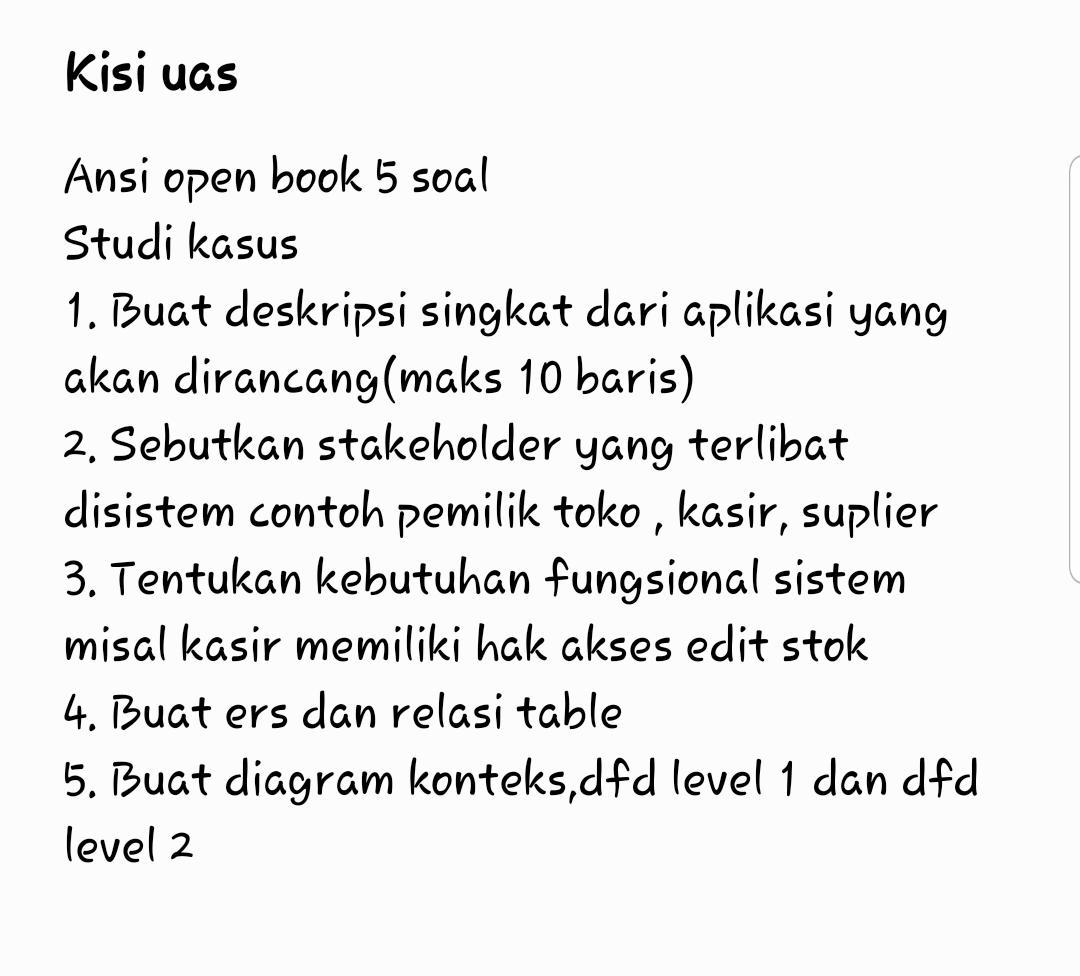 Kisi uas
Ansi open book 5 soal
Studi kasus
1. Buat deskripsi singkat dari aplikasi yang
akan dirancang(maks 10 baris)
2. Sebutkan stakeholder yang terlibat
disistem contoh pemilik toko , kasir, suplier
3. Tentukan kebutuhan fungsional sistem
misal kasir memiliki hak akses edit stok
4. Buat ers dan relasi table
5. Buat diagram konteks,dfd level 1 dan dfd
level 2